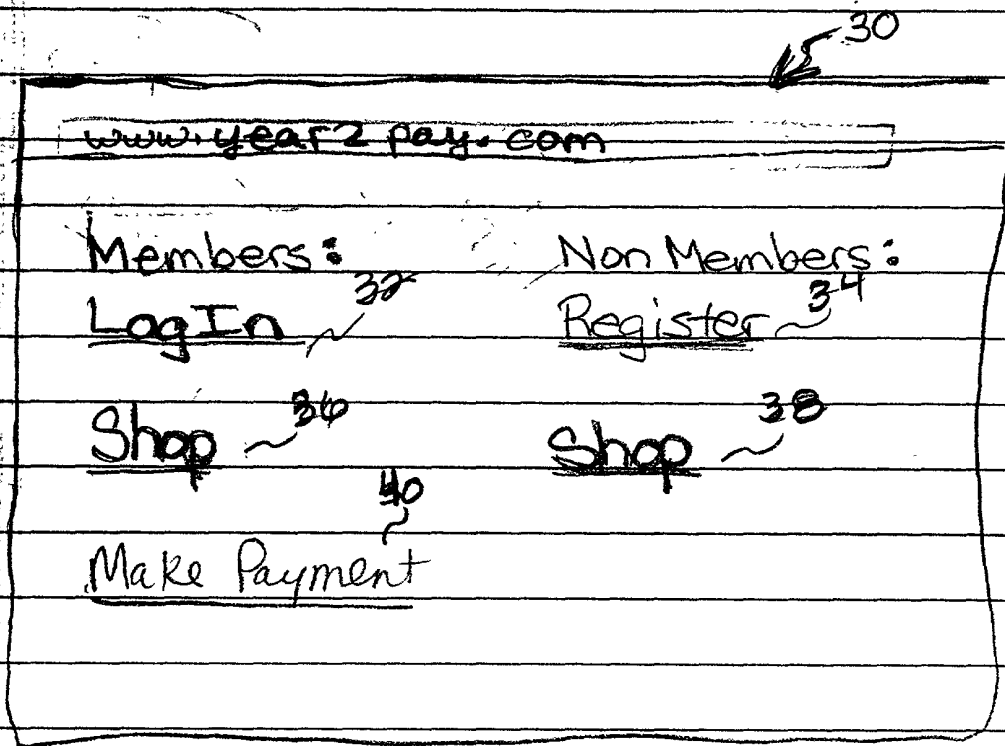 30
www.year2pay.com
Members: Non Members:
32 34
LogIn Register
36 38
Shop Shop
40
Make Payment